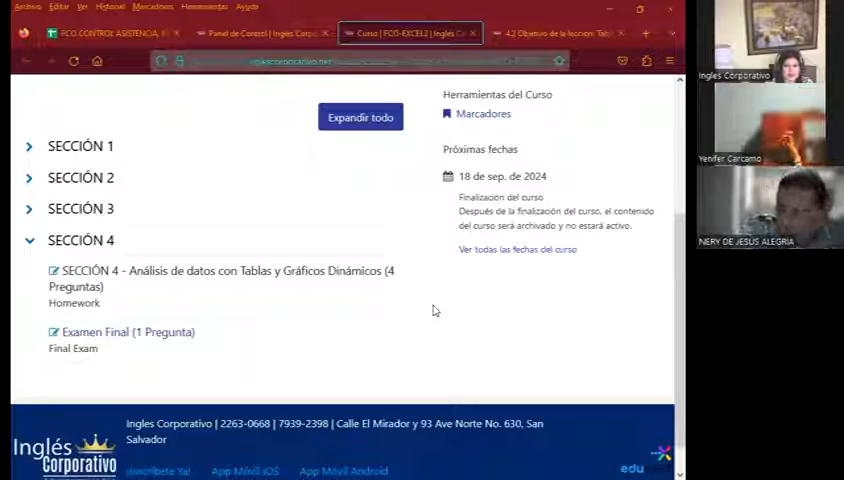 Archivo Editar Ver Historial Marcadores Herramientas Ayuda
FCO.CONTROL ASISTENCIA,
Panel de Control | Inglés Cor
Curso | FCO-EXCEL2 | Inglés C
4.2 Objetivo de la lección: Tab
inglescorporativo.net
Expandir todo
SECCIÓN 1
SECCIÓN 2
SECCIÓN 3
SECCIÓN 4
SECCIÓN 4 - Análisis de datos con Tablas y Gráficos Dinámicos (4
Preguntas)
Homework
Examen Final (1 Pregunta)
Final Exam
Herramientas del Curso
Marcadores
Próximas fechas
18 de sep. de 2024
Finalización del curso
Después de la finalización del curso, el contenido
del curso será archivado y no estará activo.
Ver todas las fechas del curso
Ingles Corporativo | 2263-0668 | 7939-2398 | Calle El Mirador y 93 Ave Norte No. 630, San
Salvador
Inglés
Corporativo
¡Suscríbete Ya! App Móvil iOS App Móvil Android
Ingles Corporativo
Yenifer Carcamo
NERY DE JESUS ALEGRIA